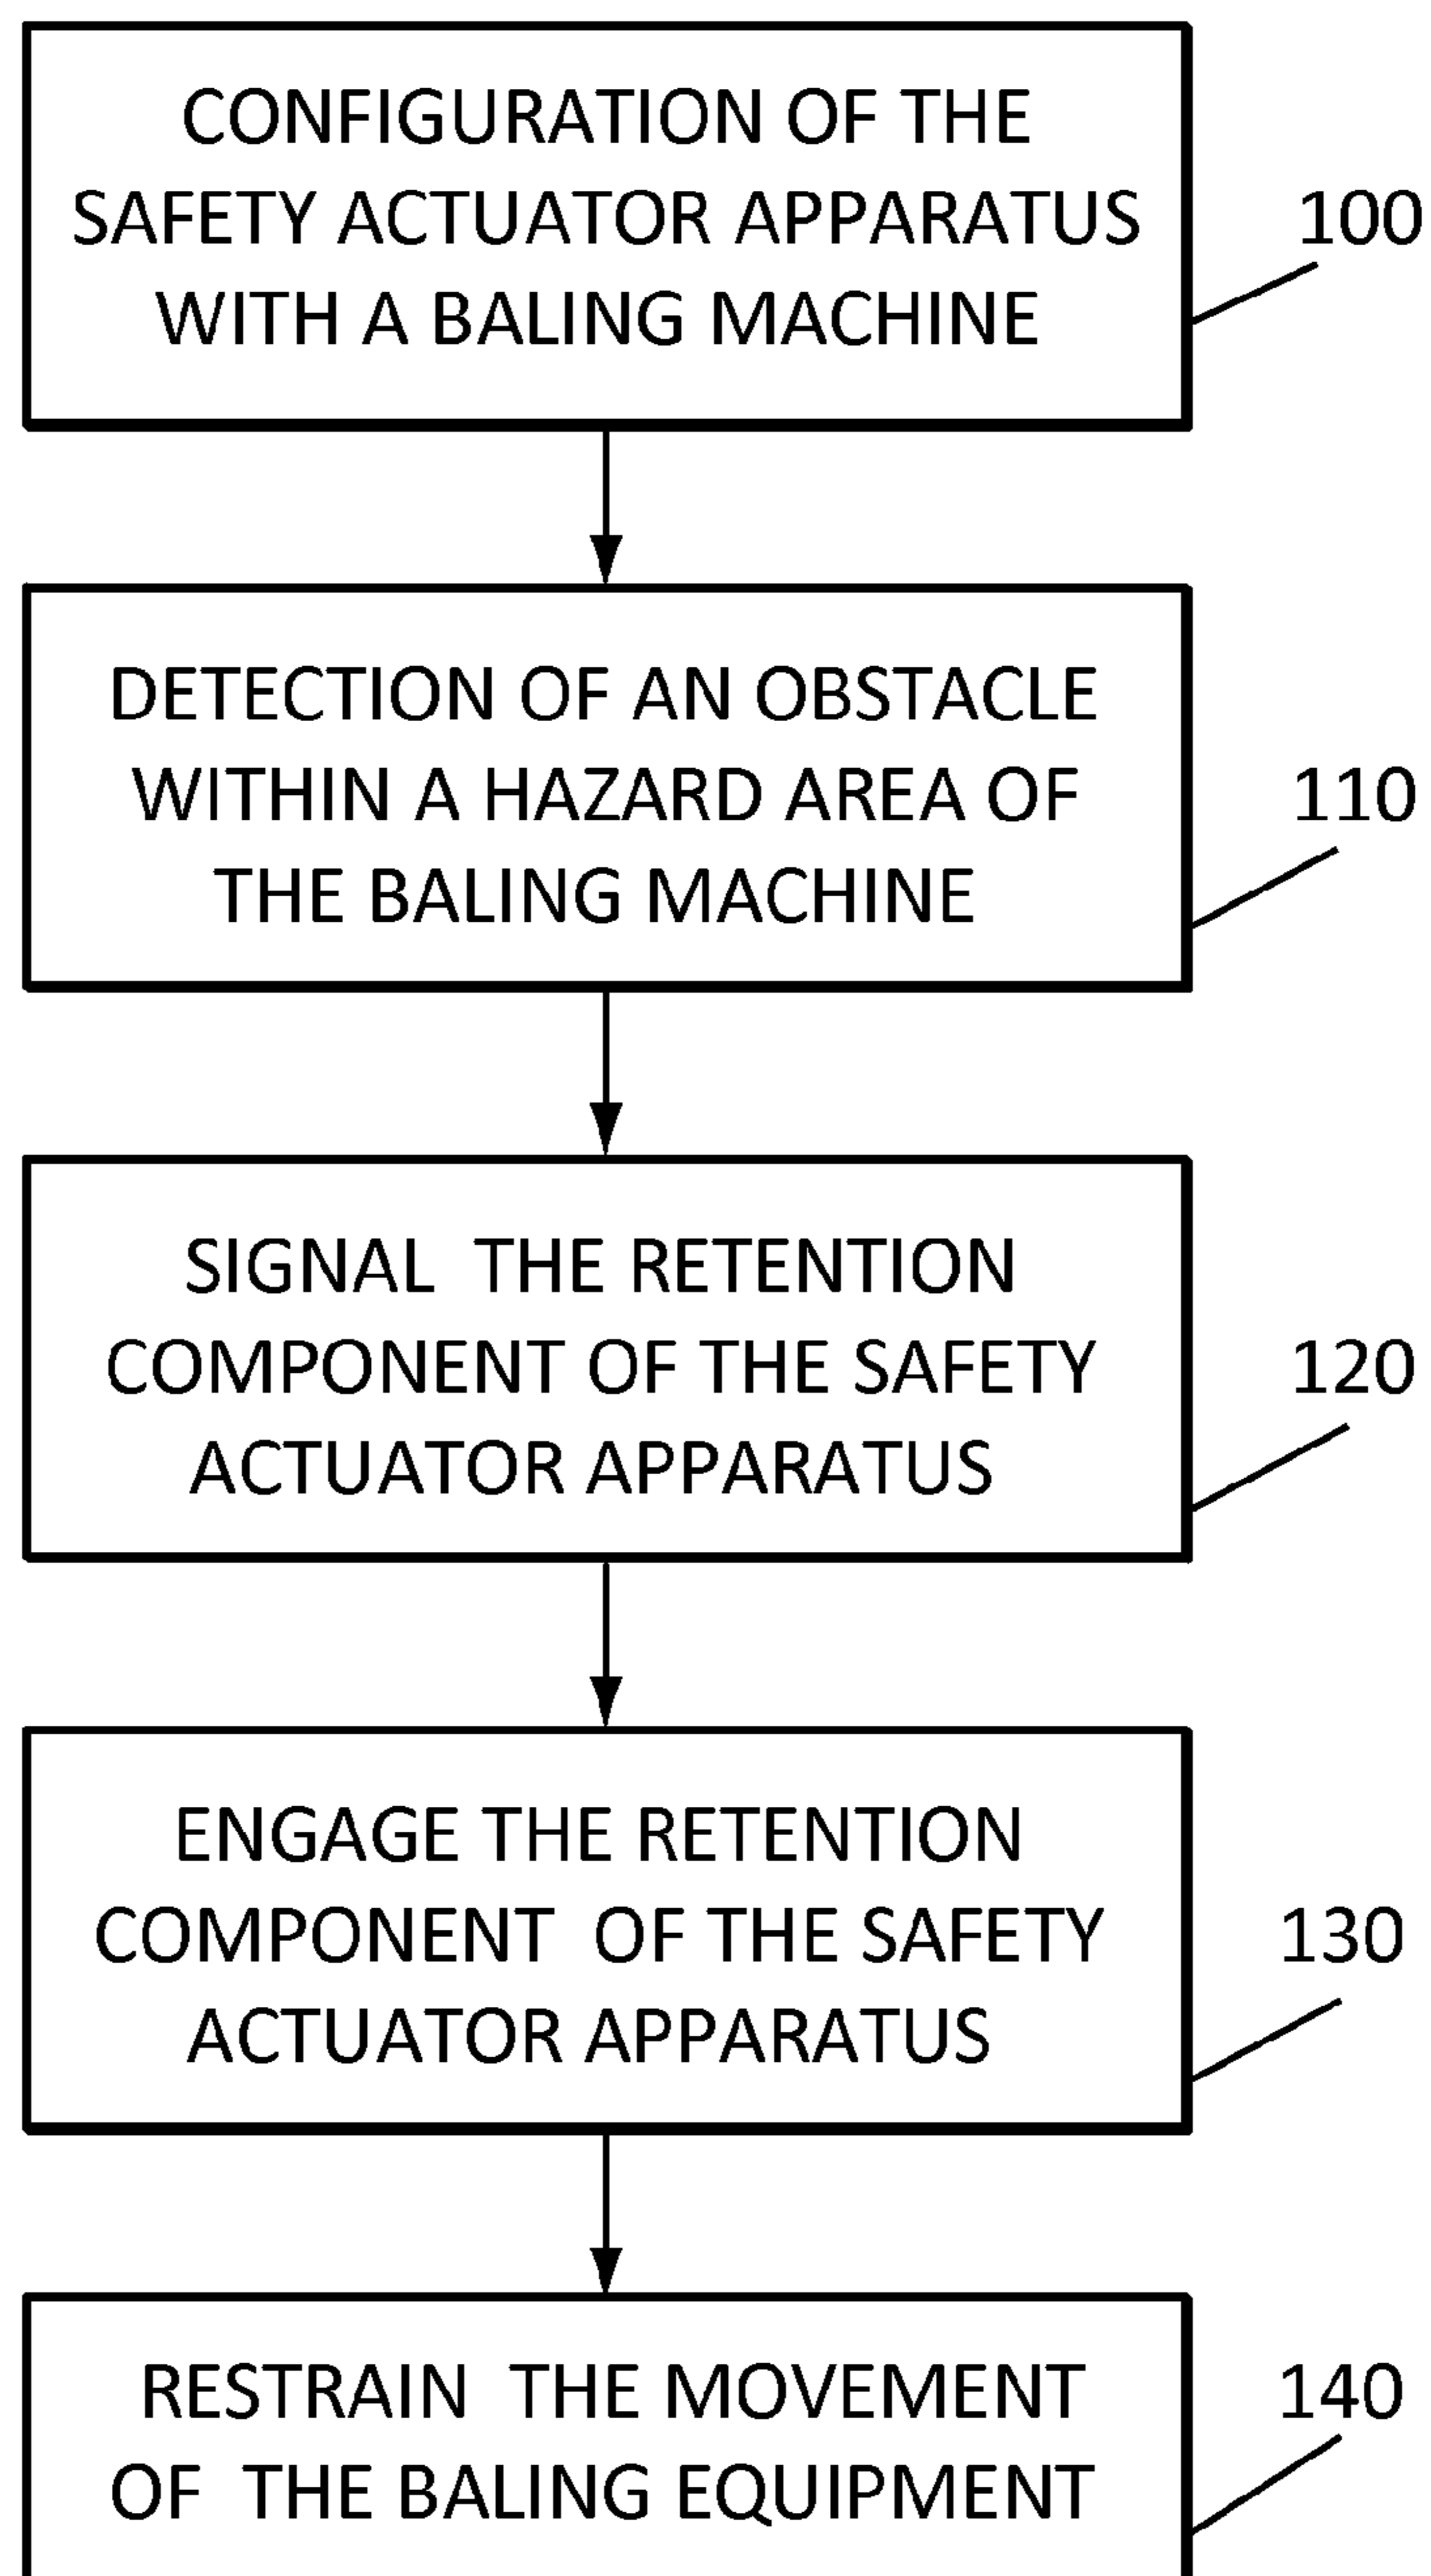 CONFIGURATION OF THE
SAFETY ACTUATOR APPARATUS
WITH A BALING MACHINE
100
DETECTION OF AN OBSTACLE
WITHIN A HAZARD AREA OF
THE BALING MACHINE
110
SIGNAL THE RETENTION
COMPONENT OF THE SAFETY
ACTUATOR APPARATUS
120
ENGAGE THE RETENTION
COMPONENT OF THE SAFETY
ACTUATOR APPARATUS
130
RESTRAIN THE MOVEMENT
OF THE BALING EQUIPMENT
140